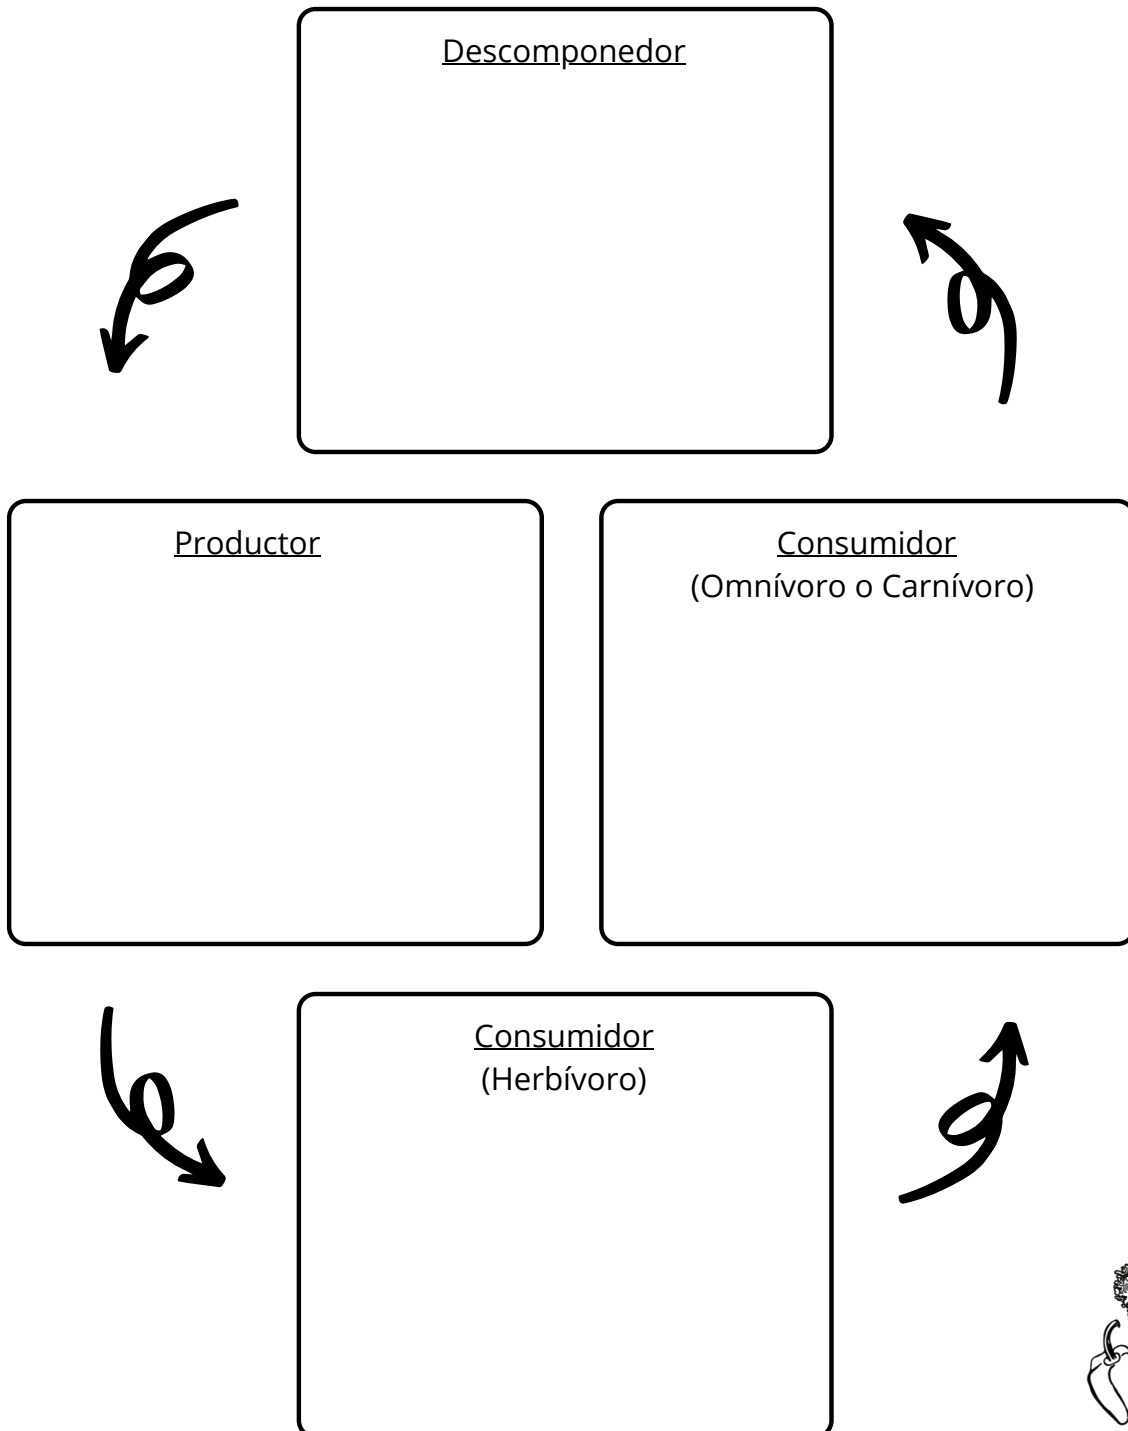 Descomponedor
Productor
Consumidor
(Omnívoro o Carnívoro)
Consumidor
(Herbívoro)